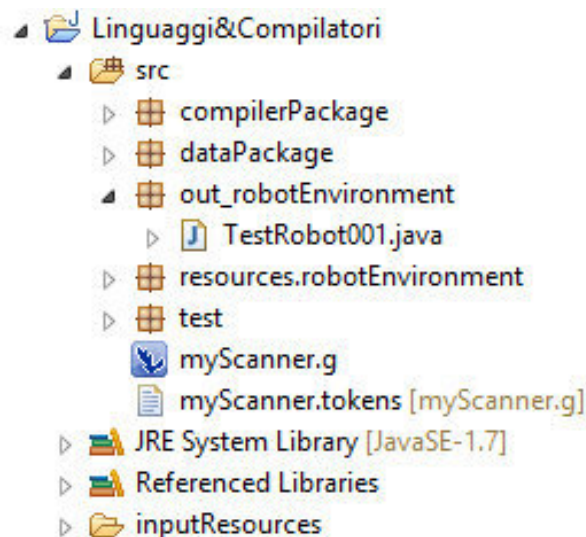 Linguaggi&Compilatori
src
compilerPackage
dataPackage
out_robotEnvironment
TestRobot001.java
resources.robotEnvironment
test
myScanner.g
myScanner.tokens [myScanner.g]
JRE System Library [JavaSE-1.7]
Referenced Libraries
inputResources